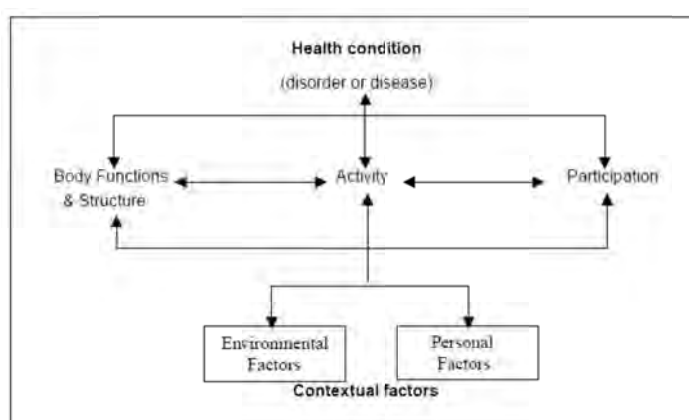 Health condition
(disorder or disease)
Body Functions
& Structure
Activity
Participation
Environmental
Factors
Personal
Factors
Contextual factors